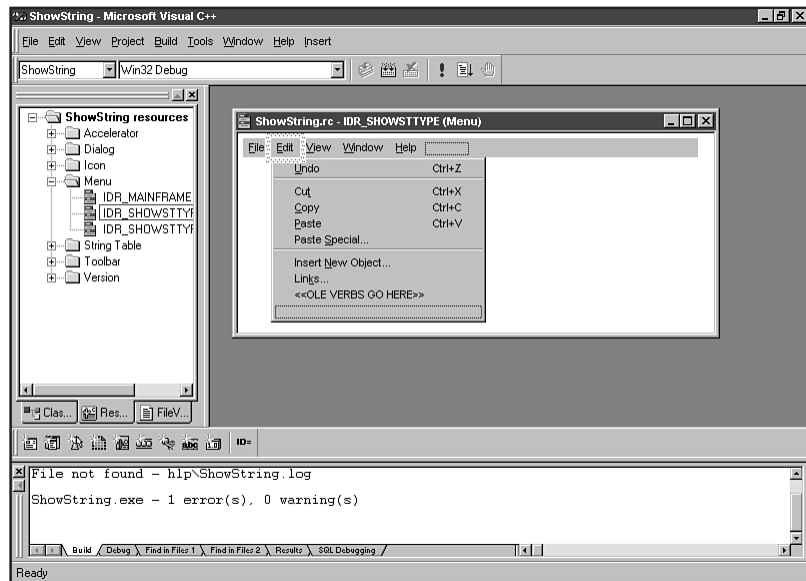 ShowString - Microsoft Visual C++
File Edit View Project Build Tools Window Help Insert
ShowString Win32 Debug
ShowString resources
Accelerator
Dialog
Icon
Menu
IDR_MAINFRAME
IDR_SHOWSTTYP
IDR_SHOWSTTYP
String Table
Toolbar
Version
Clas... Res... FileV...
ShowString.rc - IDR_SHOWSTTYPE (Menu)
File Edit View Window Help
Undo Ctrl+Z
Cut Ctrl+X
Copy Ctrl+C
Paste Ctrl+V
Paste Special...
Insert New Object...
Links...
<<OLE VERBS GO HERE>>
abc ID=
File not found - hlp\ShowString.log
ShowString.exe - 1 error(s), 0 warning(s)
Build Debug Find in Files 1 Find in Files 2 Results SQL Debugging
Ready